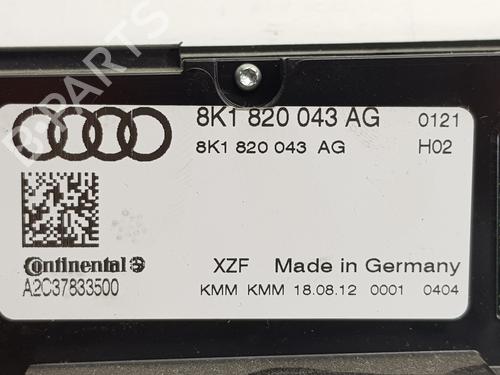 8K1 820 043 AG 0121
8K1 820 043 AG H02
Continental
A2C37833500
XZF Made in Germany
KMM KMM 18.08.12 0001 0404
B-PARTS